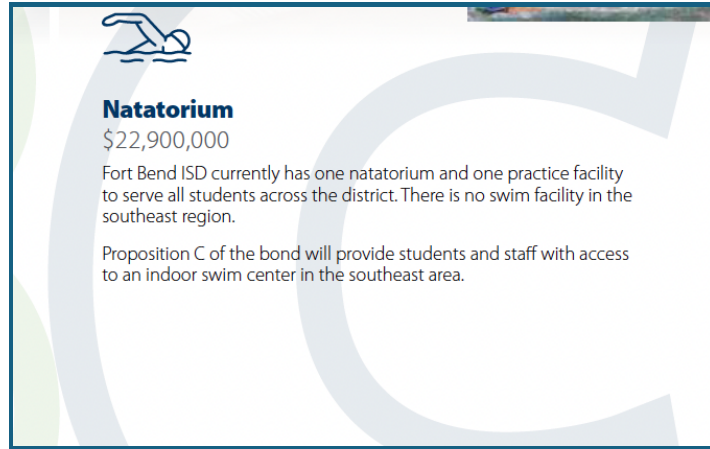 Natatorium
$22,900,000
Fort Bend ISD currently has one natatorium and one practice facility
to serve all students across the district. There is no swim facility in the
southeast region.
Proposition C of the bond will provide students and staff with access
to an indoor swim center in the southeast area.
C